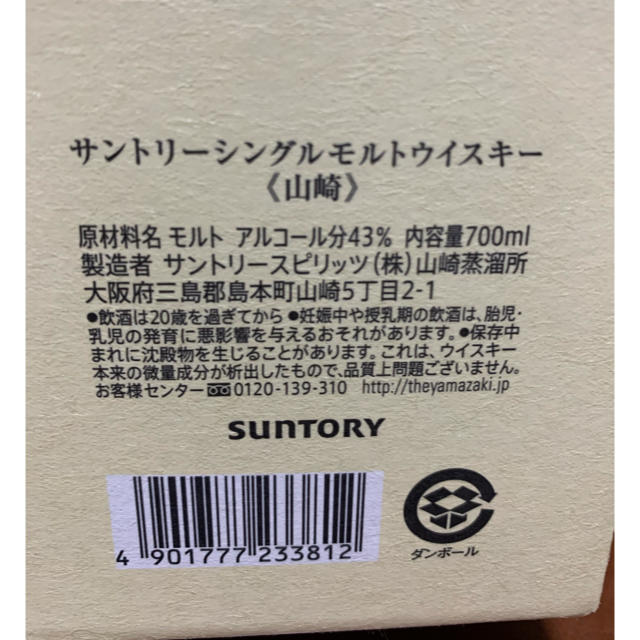 サントリーシングルモルトウイスキー
《山崎》
原材料名 モルト アルコール分43% 内容量700ml
製造者 サントリースピリッツ(株)山崎蒸溜所
大阪府三島郡島本町山崎5丁目2-1
●飲酒は20歳を過ぎてから ●妊娠中や授乳期の飲酒は、胎児・
乳児の発育に悪影響を与えるおそれがあります。●保存中
まれに沈殿物を生じることがあります。これは、ウイスキー
本来の微量成分が析出したもので、品質上問題ございません。
お客様センター 0120-139-310 http://theyamazaki.jp
SUNTORY
4 901777 233812
ダンボール